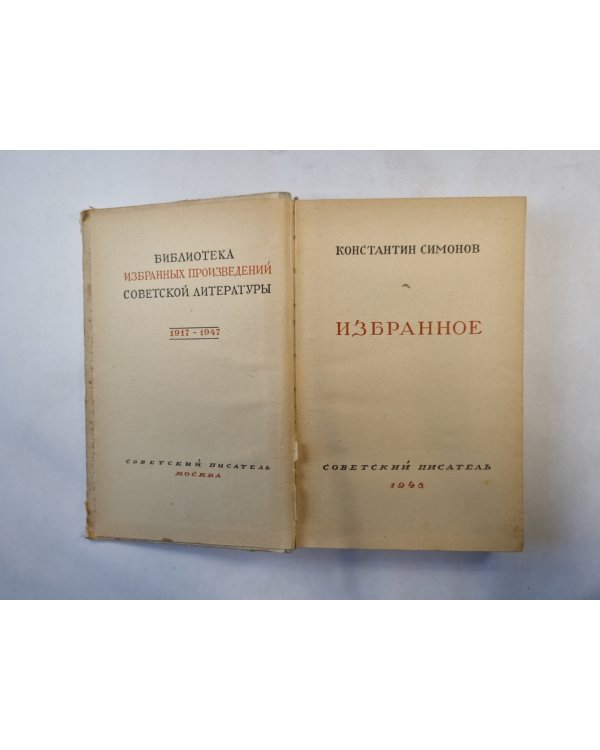 БИБЛИОТЕКА
ИЗБРАННЫХ ПРОИЗВЕДЕНИЙ
СОВЕТСКОЙ ЛИТЕРАТУРЫ
1917 - 1947
СОВЕТСКИЙ ПИСАТЕЛЬ
МОСКВА
КОНСТАНТИН СИМОНОВ
ИЗБРАННОЕ
СОВЕТСКИЙ ПИСАТЕЛЬ
1948